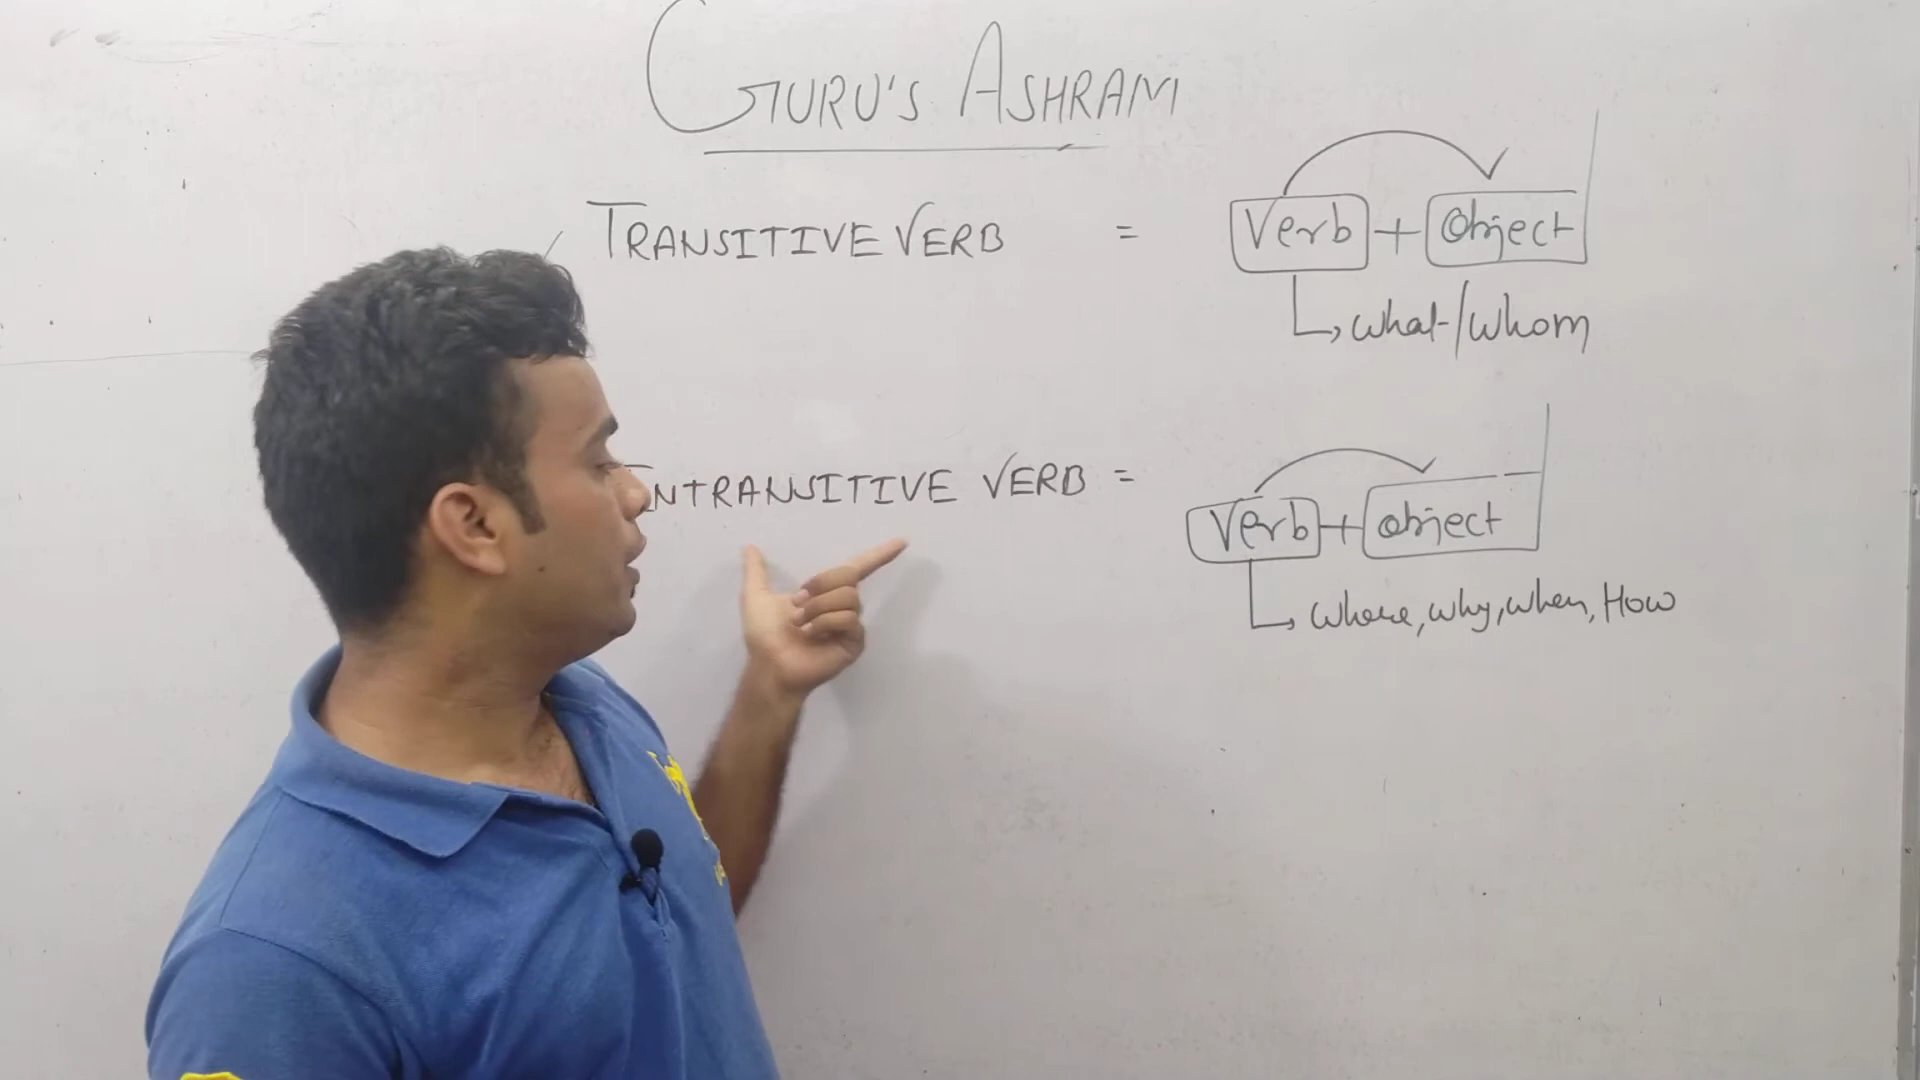 GURU'S ASHRAM
TRANSITIVE VERB = Verb + Object
what/whom
INTRANSITIVE VERB = Verb + object
where, why, when, How